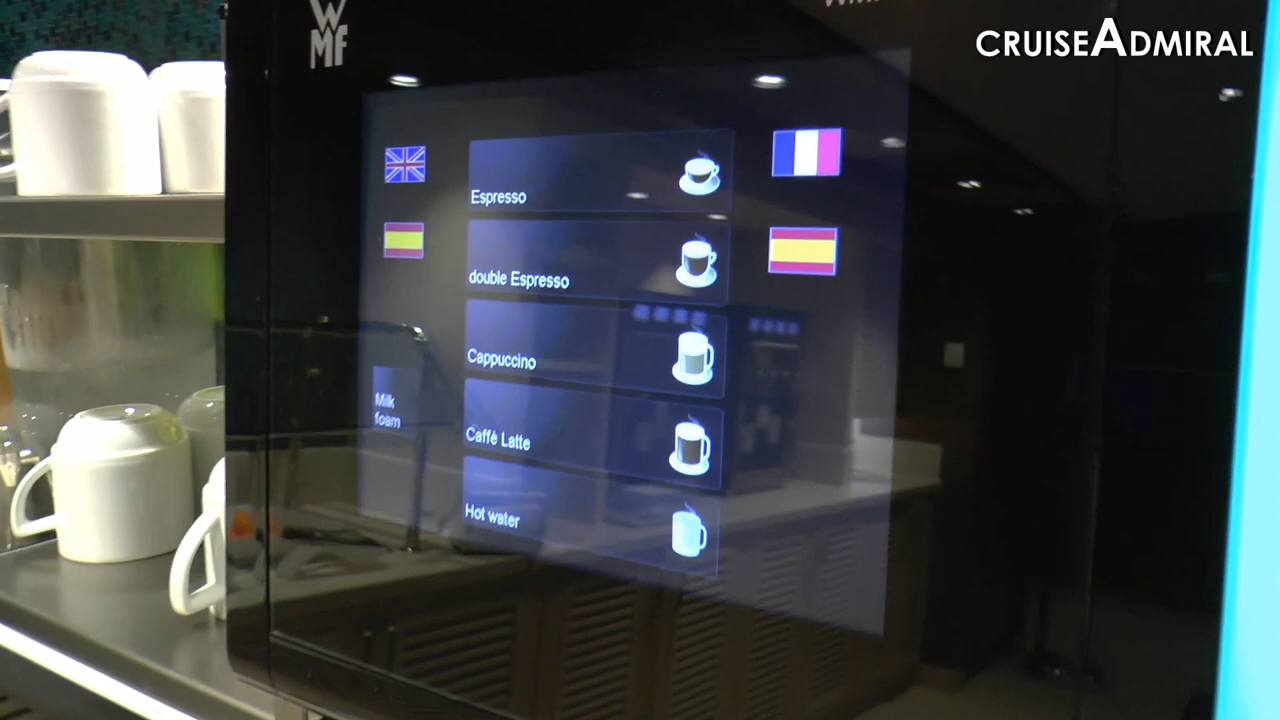 WMF
CRUISEADMIRAL
Espresso
double Espresso
Cappuccino
Milk
foam
Caffè Latte
Hot water